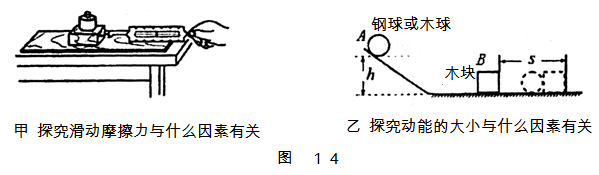 钢球或木球
A
h
木块 B s
甲 探究滑动摩擦力与什么因素有关
乙 探究动能的大小与什么因素有关
图 14